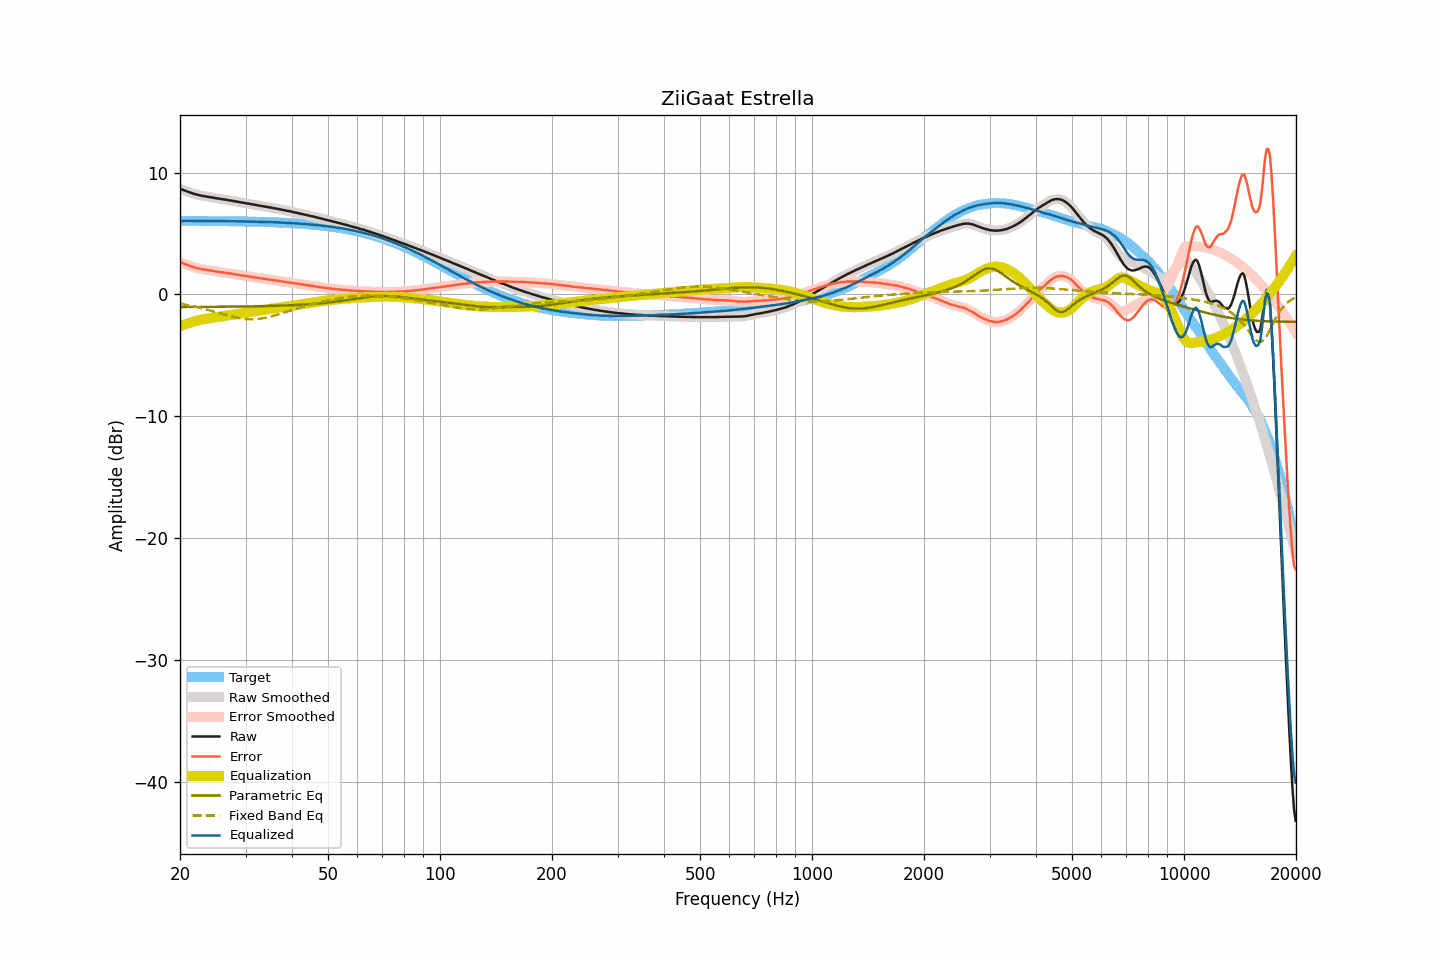 ZiiGaat Estrella
Amplitude (dBr)
10
0
−10
−20
−30
−40
Target
Raw Smoothed
Error Smoothed
Raw
Error
Equalization
Parametric Eq
Fixed Band Eq
Equalized
20 50 100 200 500 1000 2000 5000 10000 20000
Frequency (Hz)